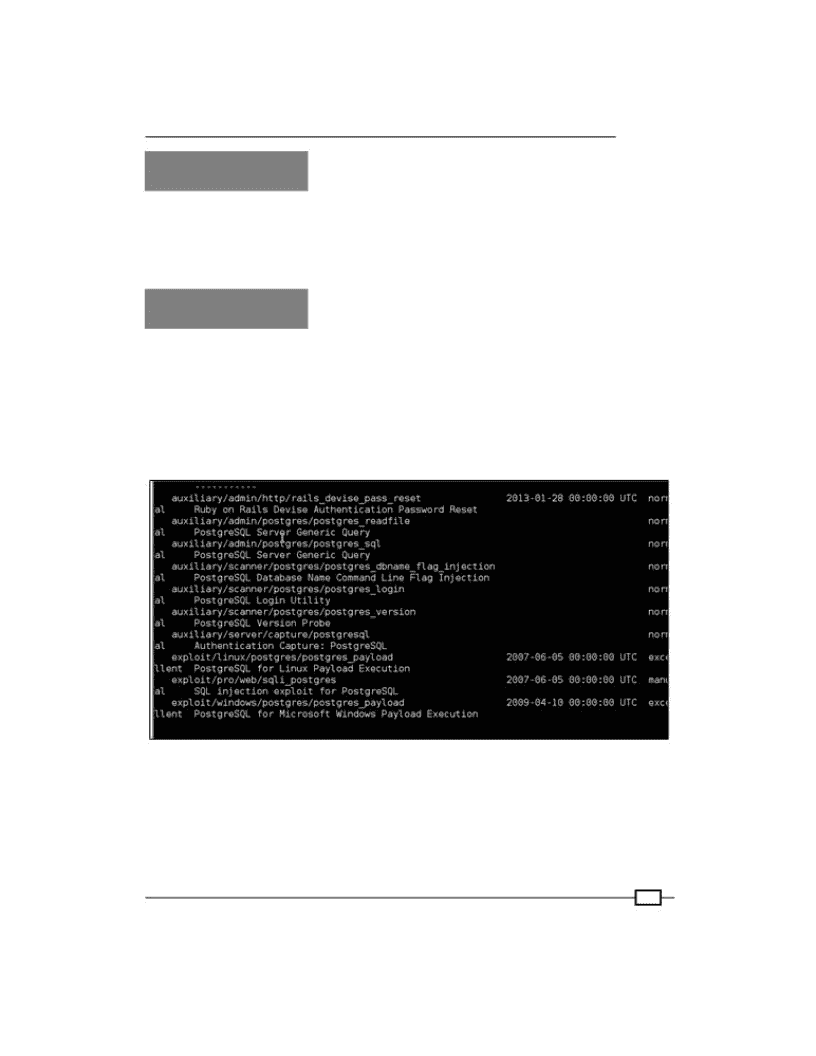 -----------
auxiliary/admin/http/rails_devise_pass_reset 2013-01-28 00:00:00 UTC norm
al Ruby on Rails Devise Authentication Password Reset
auxiliary/admin/postgres/postgres_readfile norm
al PostgreSQL Server Generic Query
auxiliary/admin/postgres/postgres_sql norm
al PostgreSQL Server Generic Query
auxiliary/scanner/postgres/postgres_dbname_flag_injection norm
al PostgreSQL Database Name Command Line Flag Injection
auxiliary/scanner/postgres/postgres_login norm
al PostgreSQL Login Utility
auxiliary/scanner/postgres/postgres_version norm
al PostgreSQL Version Probe
auxiliary/server/capture/postgresql norm
al Authentication Capture: PostgreSQL
exploit/linux/postgres/postgres_payload 2007-06-05 00:00:00 UTC exce
llent PostgreSQL for Linux Payload Execution
exploit/pro/web/sqli_postgres 2007-06-05 00:00:00 UTC manu
al SQL injection exploit for PostgreSQL
exploit/windows/postgres/postgres_payload 2009-04-10 00:00:00 UTC exce
llent PostgreSQL for Microsoft Windows Payload Execution